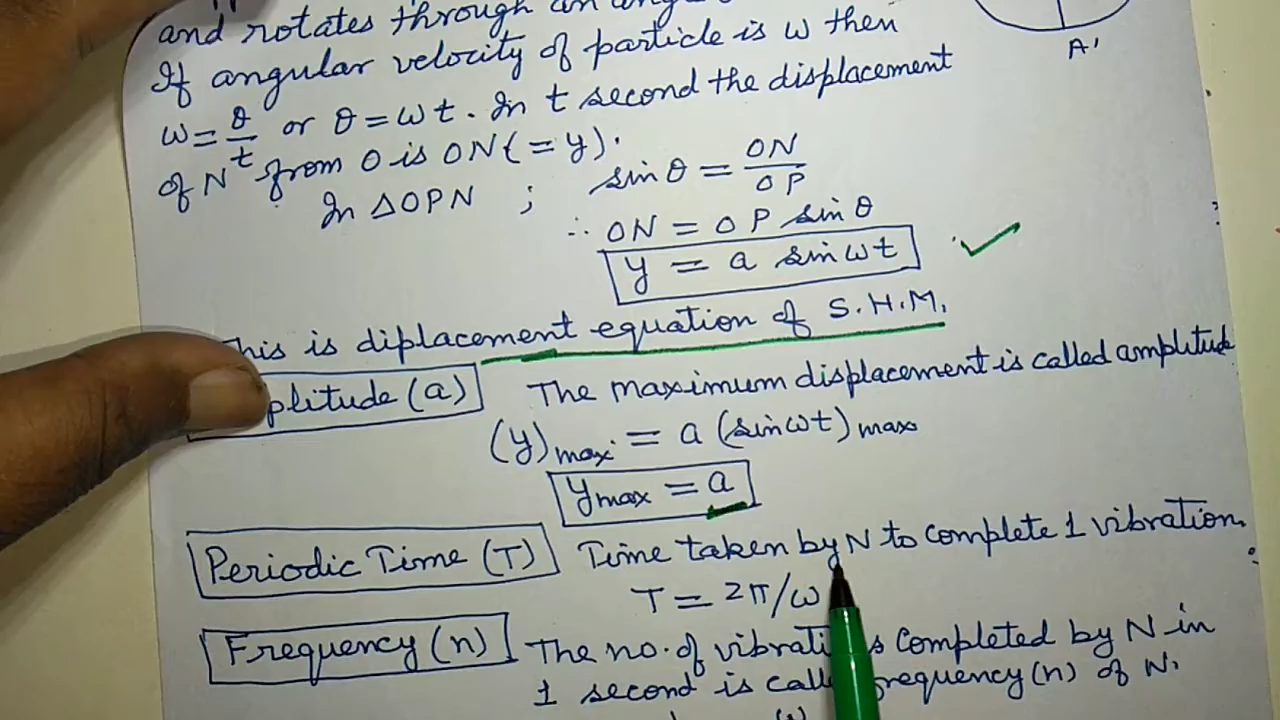 and rotates through an
A'
If angular velocity of particle is ω then
ω = θ/t or θ = ωt. In t second the displacement
of N from O is ON (= y).
In ΔOPN ; sin θ = ON/OP
∴ ON = OP sin θ
y = a sin ωt
This is diplacement equation of S.H.M.
plitude (a) The maximum displacement is called amplitude
(y)max = a (sin ωt) max
ymax = a
Periodic Time (T) Time taken by N to complete 1 vibration.
T = 2π/ω
Frequency (n) The no. of vibrati s completed by N in
1 second is call frequency (n) of N.